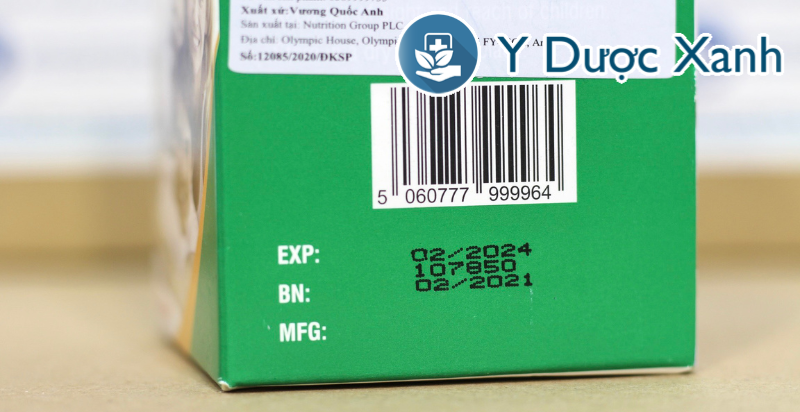 Xuất xứ: Vương Quốc Anh
Sản xuất tại: Nutrition Group PLC
Địa chỉ: Olympic House,
Số:12085/2020/ĐKSP
Y Dược Xanh
5 060777 999964
EXP: 02/2024
107850
BN: 02/2021
MFG: